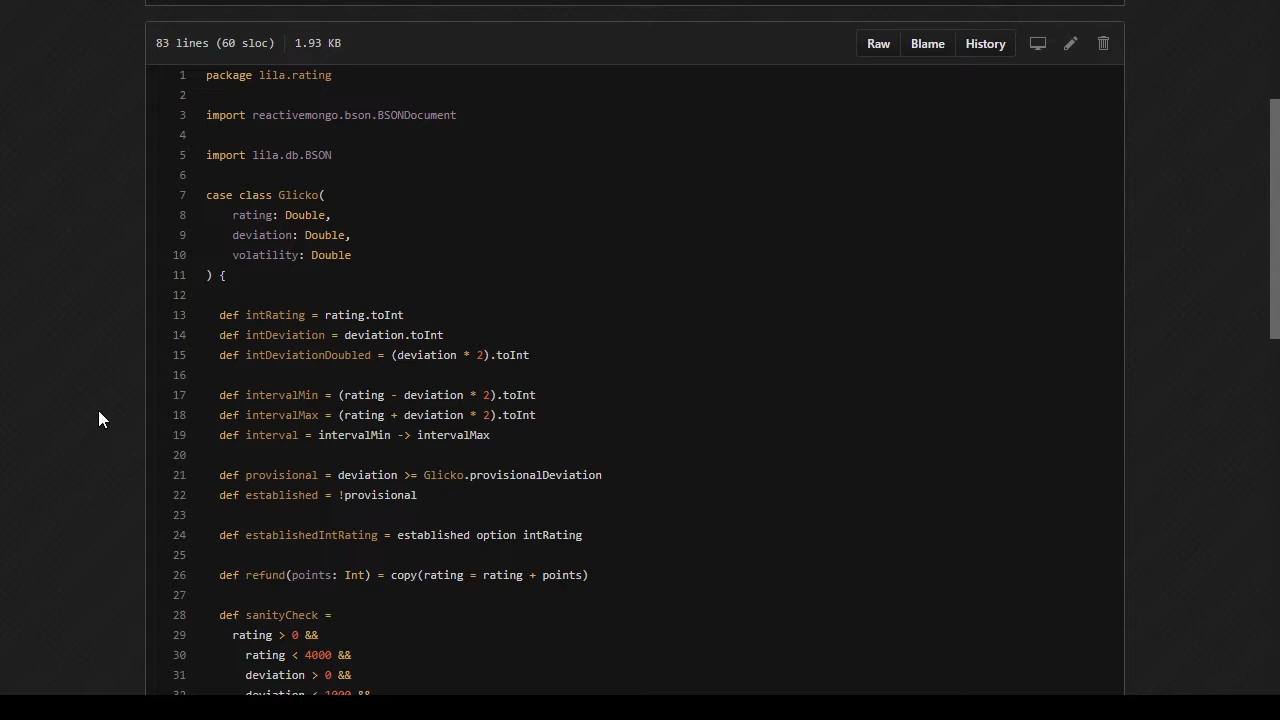 83 lines (60 sloc) 1.93 KB Raw Blame History
1 package lila.rating
2
3 import reactivemongo.bson.BSONDocument
4
5 import lila.db.BSON
6
7 case class Glicko(
8 rating: Double,
9 deviation: Double,
10 volatility: Double
11 ) {
12
13 def intRating = rating.toInt
14 def intDeviation = deviation.toInt
15 def intDeviationDoubled = (deviation * 2).toInt
16
17 def intervalMin = (rating - deviation * 2).toInt
18 def intervalMax = (rating + deviation * 2).toInt
19 def interval = intervalMin -> intervalMax
20
21 def provisional = deviation >= Glicko.provisionalDeviation
22 def established = !provisional
23
24 def establishedIntRating = established option intRating
25
26 def refund(points: Int) = copy(rating = rating + points)
27
28 def sanityCheck =
29 rating > 0 &&
30 rating < 4000 &&
31 deviation > 0 &&
32 deviation < 1000 &&